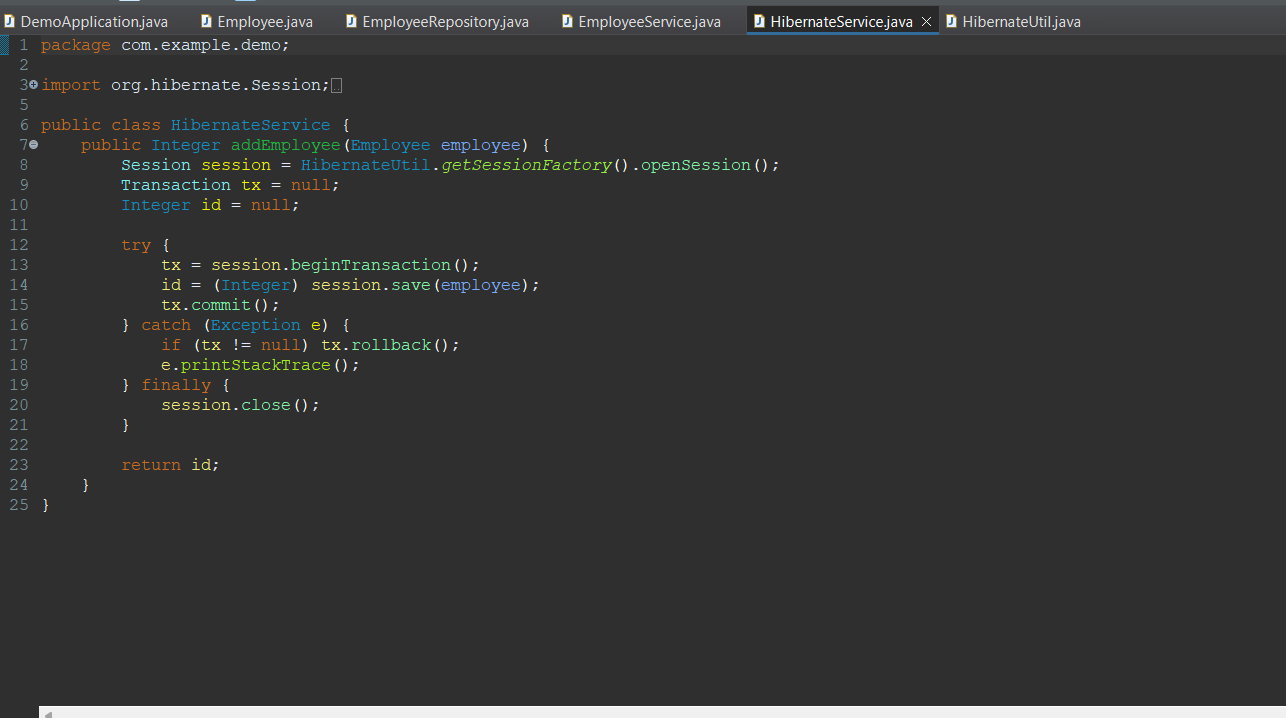 DemoApplication.java Employee.java EmployeeRepository.java EmployeeService.java HibernateService.java HibernateUtil.java
1 package com.example.demo;
2
3 import org.hibernate.Session;
5
6 public class HibernateService {
7     public Integer addEmployee(Employee employee) {
8         Session session = HibernateUtil.getSessionFactory().openSession();
9         Transaction tx = null;
10         Integer id = null;
11
12         try {
13             tx = session.beginTransaction();
14             id = (Integer) session.save(employee);
15             tx.commit();
16         } catch (Exception e) {
17             if (tx != null) tx.rollback();
18             e.printStackTrace();
19         } finally {
20             session.close();
21         }
22
23         return id;
24     }
25 }